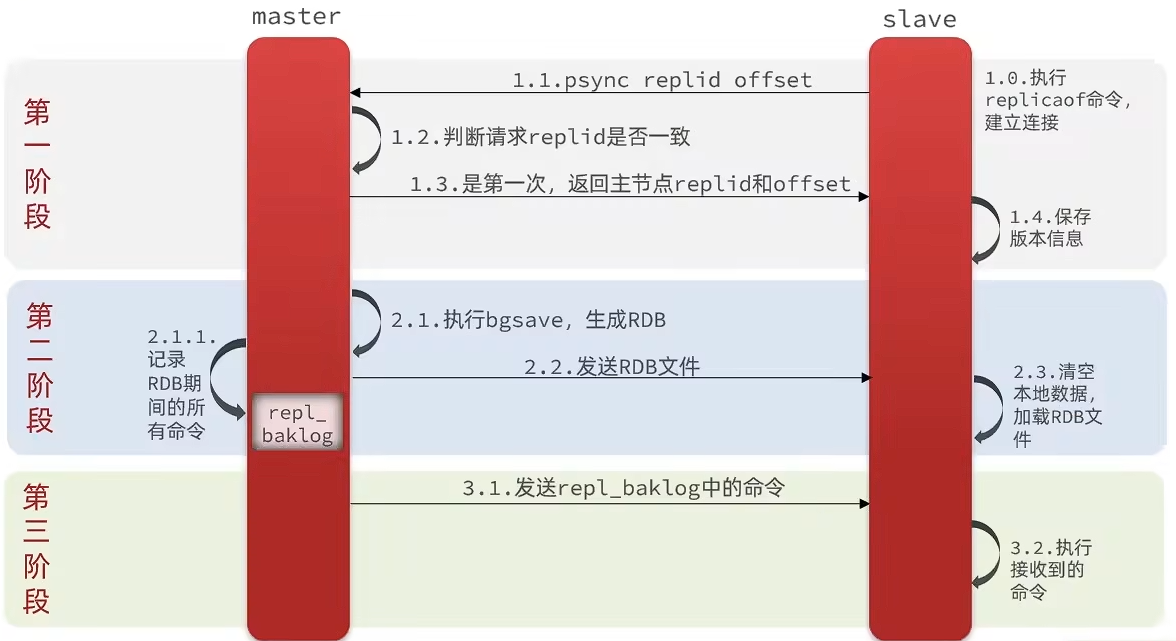 master
slave
第一阶段
1.0.执行
replicaof命令，
建立连接
1.1.psync replid offset
1.2.判断请求replid是否一致
1.3.是第一次，返回主节点replid和offset
1.4.保存
版本信息
第二阶段
2.1.执行bgsave，生成RDB
2.1.1.
记录
RDB期
间的所
有命令
repl_
baklog
2.2.发送RDB文件
2.3.清空
本地数据，
加载RDB文
件
第三阶段
3.1.发送repl_baklog中的命令
3.2.执行
接收到的
命令